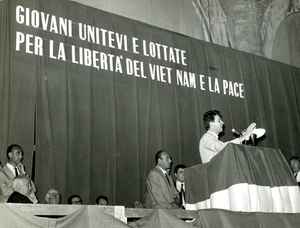 GIOVANI UNITEVI E LOTTATE
PER LA LIBERTA' DEL VIET NAM E LA PACE